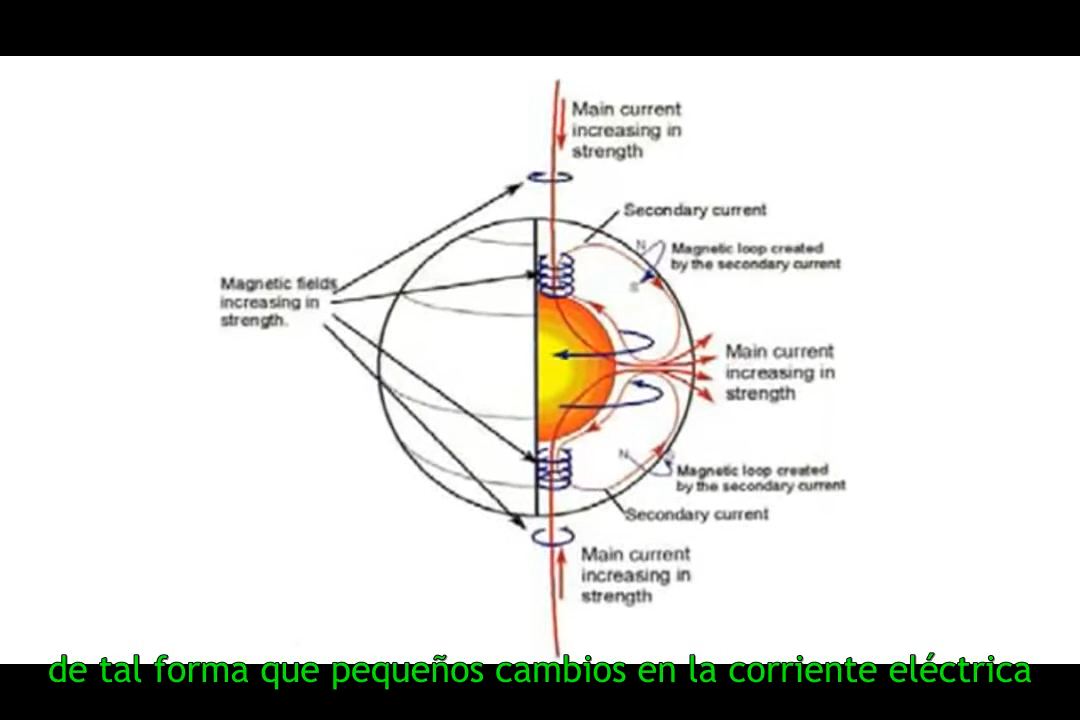 Main current
increasing in
strength
Secondary current
N
Magnetic loop created
by the secondary current
S
Magnetic fields
increasing in
strength.
Main current
increasing in
strength
N
Magnetic loop created
by the secondary current
Secondary current
Main current
increasing in
strength
de tal forma que pequeños cambios en la corriente eléctrica